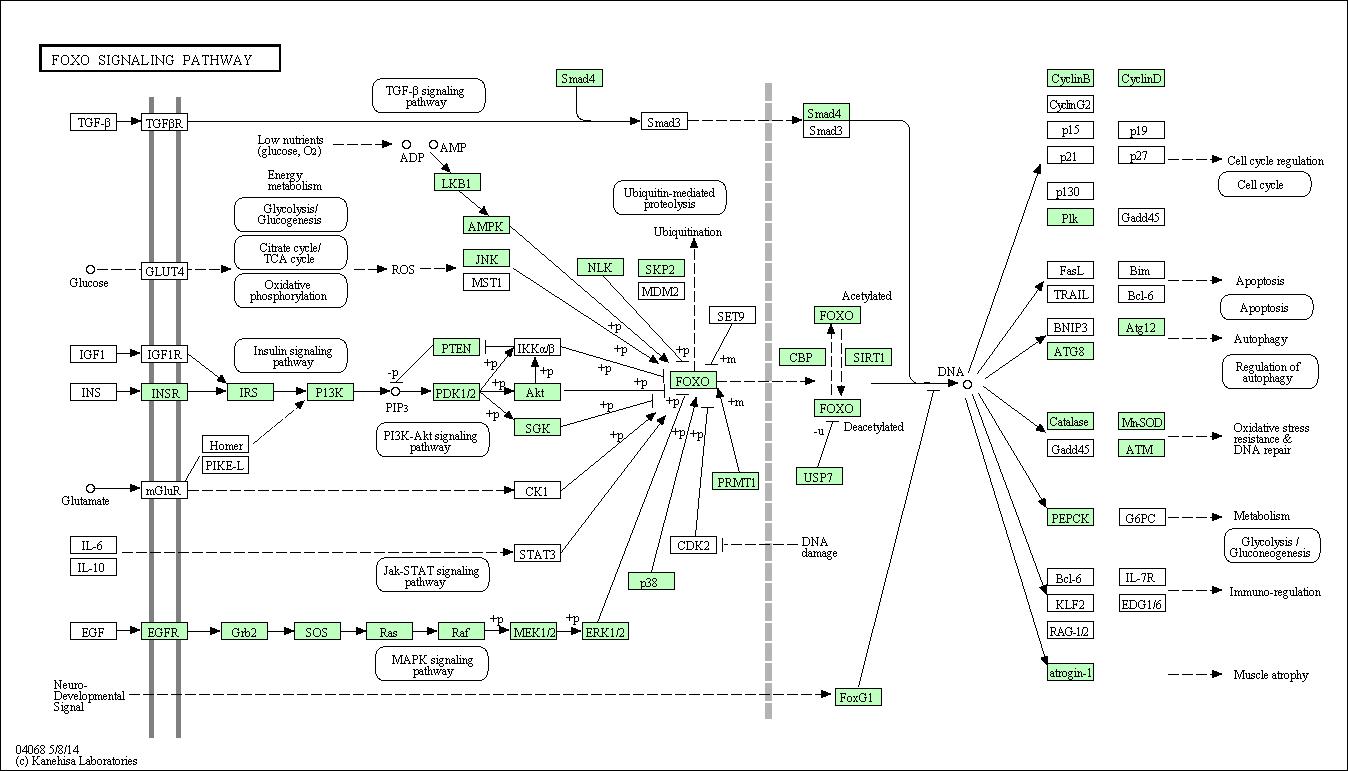 FOXO SIGNALING PATHWAY
TGF-β signaling
pathway
Smad4
CyclinB
CyclinD
CyclinG2
TGF-β
TGFβR
Smad3
Smad4
Smad3
p15
p19
Low nutrients
(glucose, O2)
ADP
AMP
p21
p27
Cell cycle regulation
Cell cycle
Energy
metabolism
LKB1
p130
Ubiquitin-mediated
proteolysis
Glycolysis/
Glucogenesis
AMPK
Plk
Gadd45
Ubiquitination
Citrate cycle/
TCA cycle
JNK
MST1
NLK
SKP2
MDM2
Glucose
GLUT4
ROS
FasL
Bim
Apoptosis
TRAIL
Bcl-6
Apoptosis
Oxidative
phosphorylation
Acetylated
FOXO
SET9
BNIP3
Atg12
Autophagy
ATG8
Regulation of
autophagy
+p
+p
+p
+m
IGF1
IGF1R
Insulin signaling
pathway
PTEN
IKKα/β
CBP
SIRT1
-p
+p
+p
+p
+p
INS
INSR
IRS
P13K
PIP3
PDK1/2
Akt
FOXO
DNA
+p
+p
+p
+m
FOXO
Deacetylated
-u
PI3K-Akt signaling
pathway
SGK
+p
+p
+p
Catalase
Mn-SOD
Oxidative stress
resistance &
DNA repair
Gadd45
ATM
Homer
PIKE-L
USP7
PRMT1
Glutamate
mGluR
CK1
PEPCK
G6PC
Metabolism
Glycolysis /
Gluconeogenesis
IL-6
IL-10
STAT3
CDK2
DNA
damage
Jak-STAT signaling
pathway
p38
Bcl-6
IL-7R
Immuno-regulation
KLF2
EDG1/6
RAG-1/2
EGF
EGFR
Grb2
SOS
Ras
Raf
+p
MEK1/2
+p
ERK1/2
MAPK signaling
pathway
atrogin-1
Muscle atrophy
Neuro-
Developmental
Signal
FoxG1
04068 5/8/14
(c) Kanehisa Laboratories